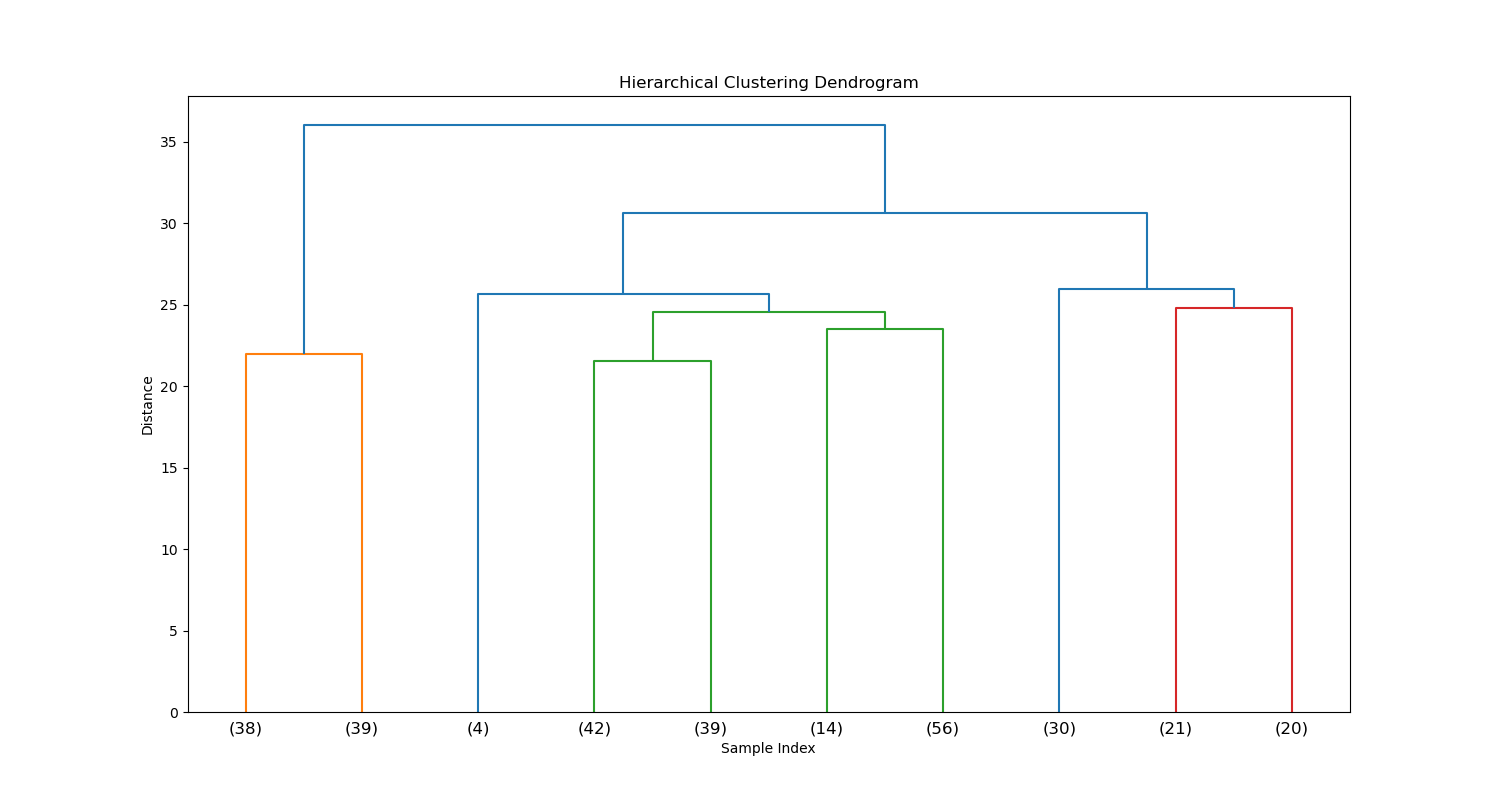 Hierarchical Clustering Dendrogram
35
30
25
20
15
10
5
0
Distance
(38) (39) (4) (42) (39) (14) (56) (30) (21) (20)
Sample Index